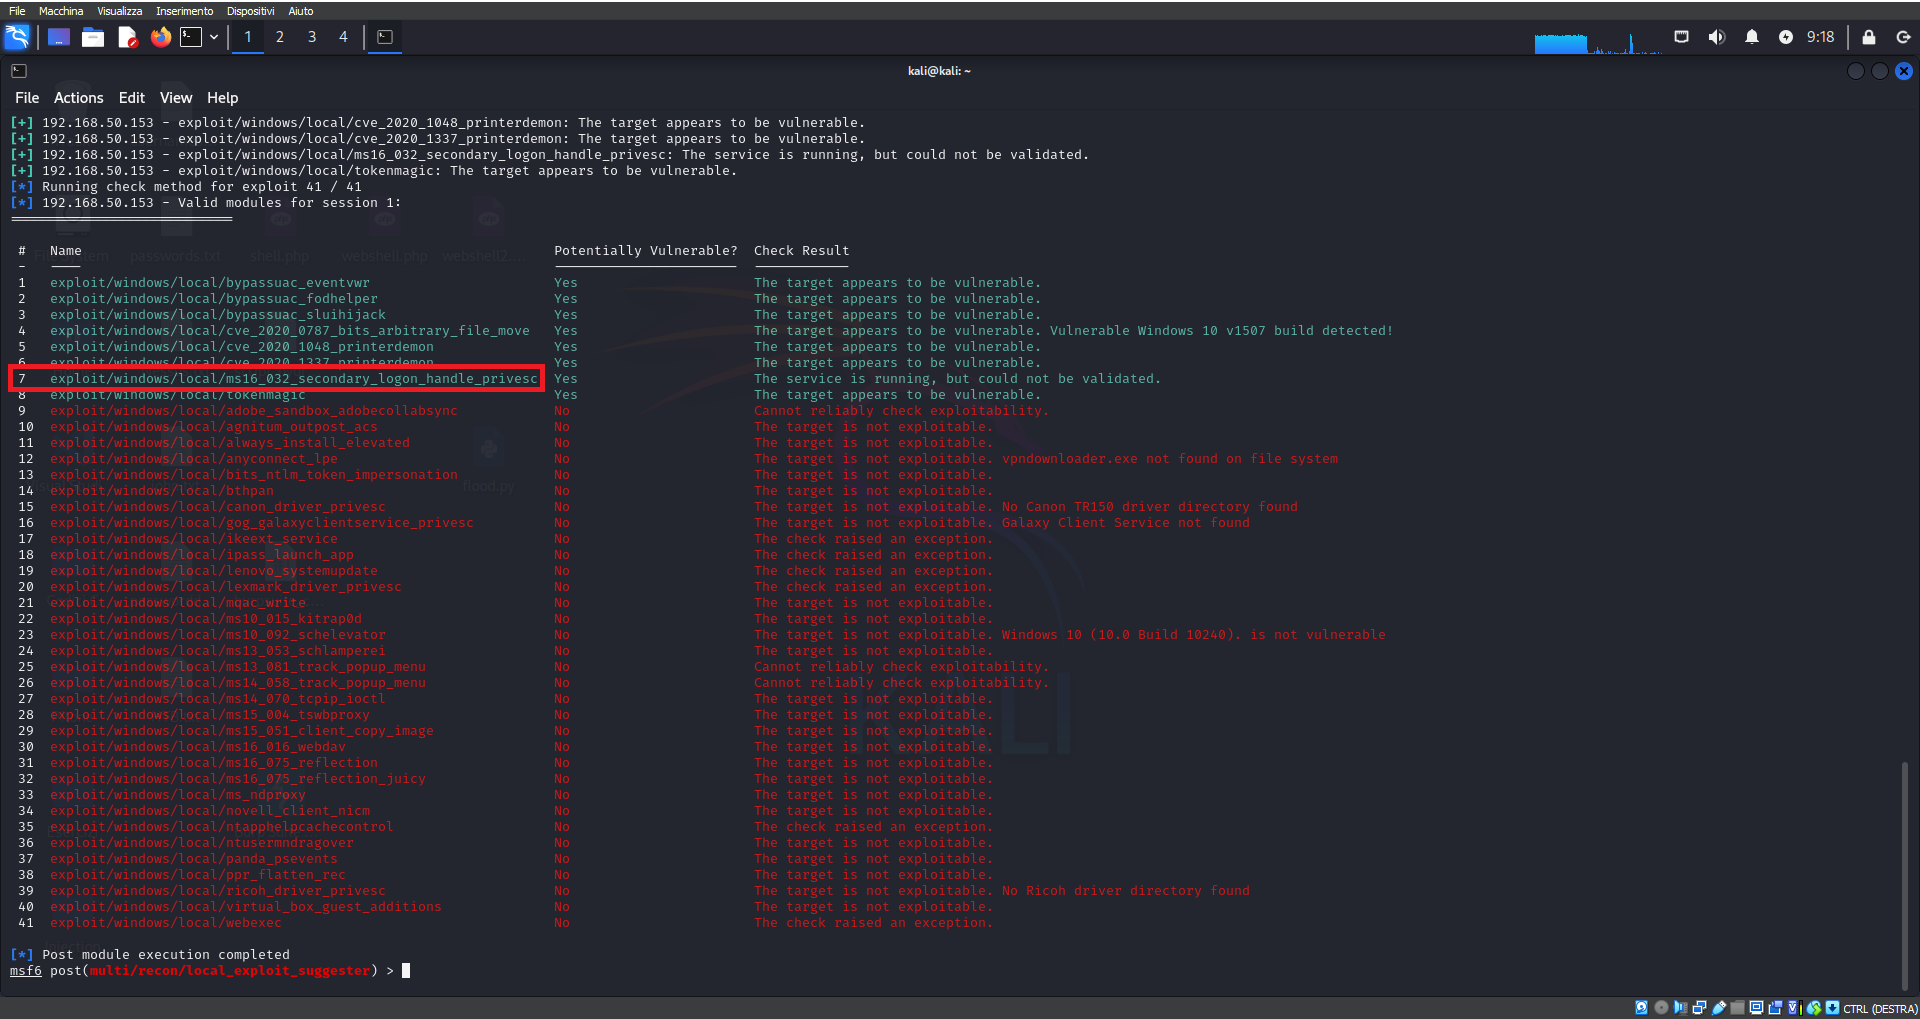 File Macchina Visualizza Inserimento Dispositivi Aiuto
1 2 3 4 9:18
kali@kali: ~
File Actions Edit View Help
[+] 192.168.50.153 - exploit/windows/local/cve_2020_1048_printerdemon: The target appears to be vulnerable.
[+] 192.168.50.153 - exploit/windows/local/cve_2020_1337_printerdemon: The target appears to be vulnerable.
[+] 192.168.50.153 - exploit/windows/local/ms16_032_secondary_logon_handle_privesc: The service is running, but could not be validated.
[+] 192.168.50.153 - exploit/windows/local/tokenmagic: The target appears to be vulnerable.
[*] Running check method for exploit 41 / 41
[*] 192.168.50.153 - Valid modules for session 1:
# Name Potentially Vulnerable? Check Result
1 exploit/windows/local/bypassuac_eventvwr Yes The target appears to be vulnerable.
2 exploit/windows/local/bypassuac_fodhelper Yes The target appears to be vulnerable.
3 exploit/windows/local/bypassuac_sluihijack Yes The target appears to be vulnerable.
4 exploit/windows/local/cve_2020_0787_bits_arbitrary_file_move Yes The target appears to be vulnerable. Vulnerable Windows 10 v1507 build detected!
5 exploit/windows/local/cve_2020_1048_printerdemon Yes The target appears to be vulnerable.
6 exploit/windows/local/cve_2020_1337_printerdemon Yes The target appears to be vulnerable.
7 exploit/windows/local/ms16_032_secondary_logon_handle_privesc Yes The service is running, but could not be validated.
8 exploit/windows/local/tokenmagic Yes The target appears to be vulnerable.
9 exploit/windows/local/adobe_sandbox_adobecollabsync No Cannot reliably check exploitability.
10 exploit/windows/local/agnitum_outpost_acs No The target is not exploitable.
11 exploit/windows/local/always_install_elevated No The target is not exploitable.
12 exploit/windows/local/anyconnect_lpe No The target is not exploitable. vpndownloader.exe not found on file system
13 exploit/windows/local/bits_ntlm_token_impersonation No The target is not exploitable.
14 exploit/windows/local/bthpan No The target is not exploitable.
15 exploit/windows/local/canon_driver_privesc No The target is not exploitable. No Canon TR150 driver directory found
16 exploit/windows/local/gog_galaxyclientservice_privesc No The target is not exploitable. Galaxy Client Service not found
17 exploit/windows/local/ikeext_service No The check raised an exception.
18 exploit/windows/local/ipass_launch_app No The check raised an exception.
19 exploit/windows/local/lenovo_systemupdate No The check raised an exception.
20 exploit/windows/local/lexmark_driver_privesc No The check raised an exception.
21 exploit/windows/local/mqac_write No The target is not exploitable.
22 exploit/windows/local/ms10_015_kitrap0d No The target is not exploitable.
23 exploit/windows/local/ms10_092_schelevator No The target is not exploitable. Windows 10 (10.0 Build 10240). is not vulnerable
24 exploit/windows/local/ms13_053_schlamperei No The target is not exploitable.
25 exploit/windows/local/ms13_081_track_popup_menu No Cannot reliably check exploitability.
26 exploit/windows/local/ms14_058_track_popup_menu No Cannot reliably check exploitability.
27 exploit/windows/local/ms14_070_tcpip_ioctl No The target is not exploitable.
28 exploit/windows/local/ms15_004_tswbproxy No The target is not exploitable.
29 exploit/windows/local/ms15_051_client_copy_image No The target is not exploitable.
30 exploit/windows/local/ms16_016_webdav No The target is not exploitable.
31 exploit/windows/local/ms16_075_reflection No The target is not exploitable.
32 exploit/windows/local/ms16_075_reflection_juicy No The target is not exploitable.
33 exploit/windows/local/ms_ndproxy No The target is not exploitable.
34 exploit/windows/local/novell_client_nicm No The target is not exploitable.
35 exploit/windows/local/ntapphelpcachecontrol No The check raised an exception.
36 exploit/windows/local/ntusermndragover No The target is not exploitable.
37 exploit/windows/local/panda_psevents No The target is not exploitable.
38 exploit/windows/local/ppr_flatten_rec No The target is not exploitable.
39 exploit/windows/local/ricoh_driver_privesc No The target is not exploitable. No Ricoh driver directory found
40 exploit/windows/local/virtual_box_guest_additions No The target is not exploitable.
41 exploit/windows/local/webexec No The check raised an exception.
[*] Post module execution completed
msf6 post(multi/recon/local_exploit_suggester) >
CTRL (DESTRA)